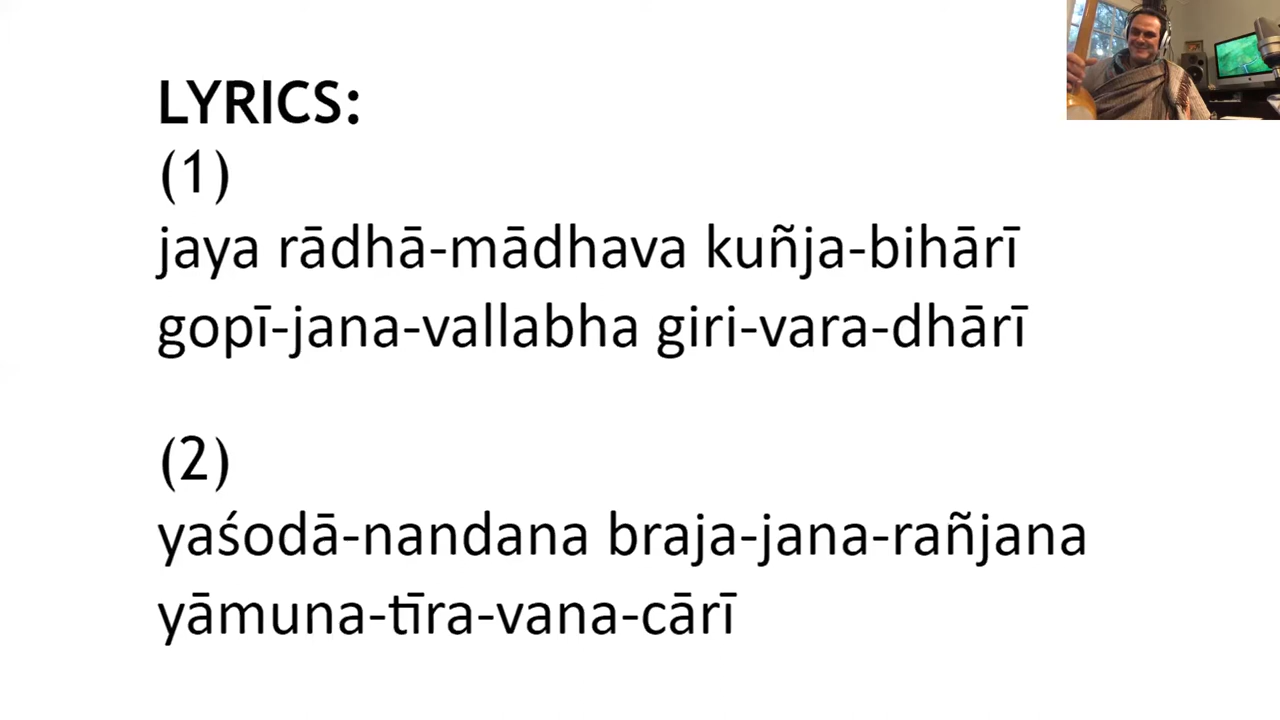 LYRICS:
(1)
jaya rādhā-mādhava kuñja-bihārī
gopī-jana-vallabha giri-vara-dhārī
(2)
yaśodā-nandana braja-jana-rañjana
yāmuna-tīra-vana-cārī